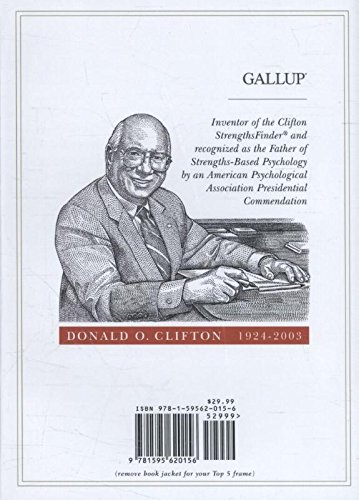 GALLUP®
Inventor of the Clifton
StrengthsFinder® and
recognized as the Father of
Strengths-Based Psychology
by an American Psychological
Association Presidential
Commendation
DONALD O. CLIFTON 1924-2003
$29.99
ISBN 978-1-59562-015-6
52999>
9 781595 620156
(remove book jacket for your Top 5 frame)